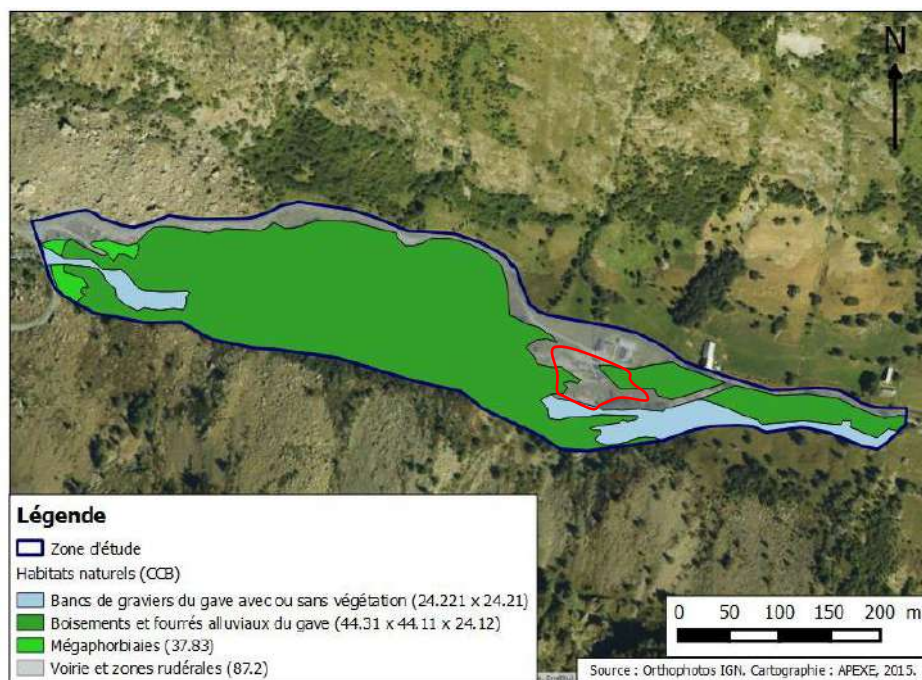 N
Légende
Zone d'étude
Habitats naturels (CCB)
Bancs de graviers du gave avec ou sans végétation (24.221 x 24.21)
Boisements et fourrés alluviaux du gave (44.31 x 44.11 x 24.12)
Mégaphorbiaies (37.83)
Voirie et zones rudérales (87.2)
0 50 100 150 200 m
Source : Orthophotos IGN. Cartographie : APEXE, 2015.